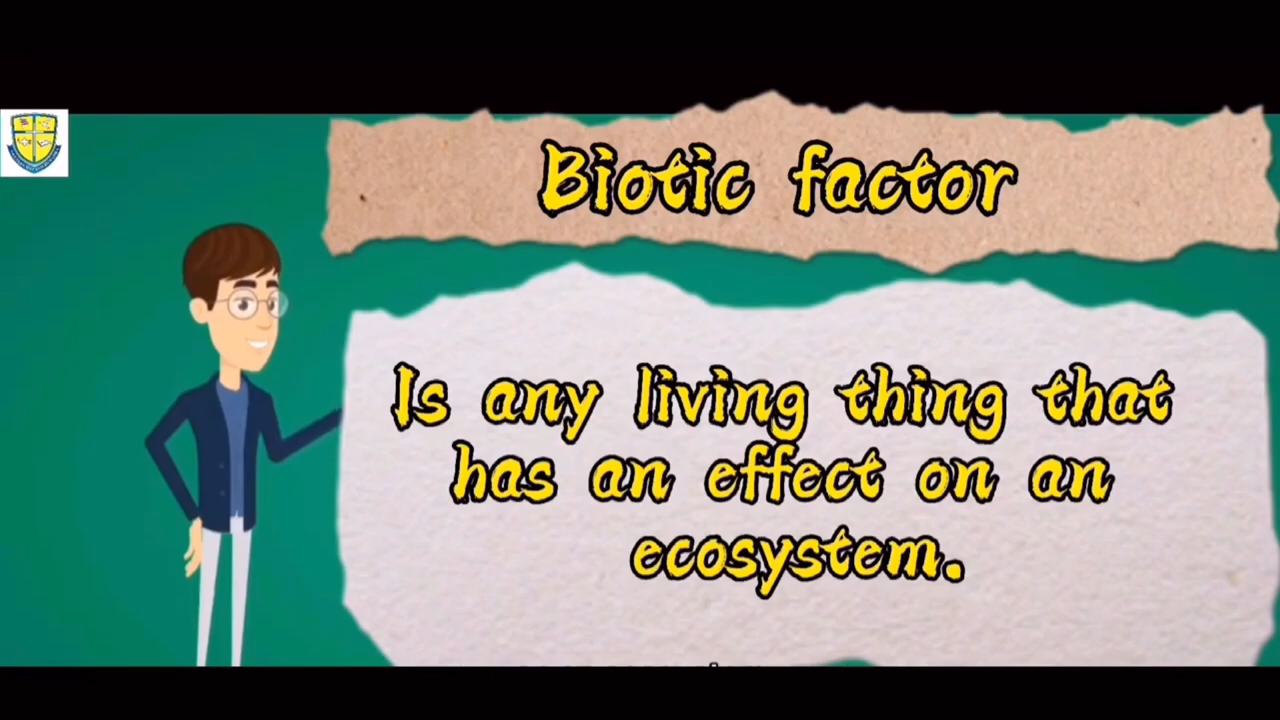 Biotic factor
Is any living thing that
has an effect on an
ecosystem.